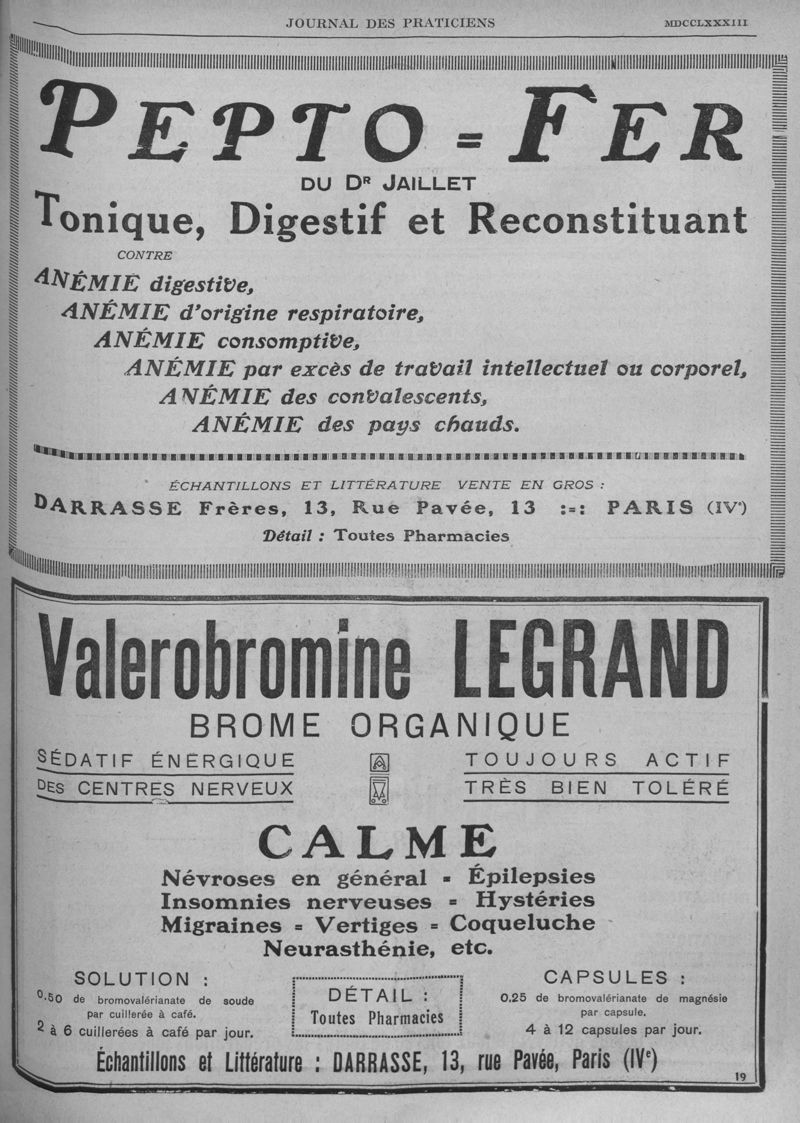 JOURNAL DES PRATICIENS MDCCLXXXIII
PEPTO=FER
DU DR JAILLET
Tonique, Digestif et Reconstituant
CONTRE
ANÉMIE digestive,
ANÉMIE d'origine respiratoire,
ANÉMIE consomptive,
ANÉMIE par excès de travail intellectuel ou corporel,
ANÉMIE des convalescents,
ANÉMIE des pays chauds.
ÉCHANTILLONS ET LITTÉRATURE VENTE EN GROS :
DARRASSE Frères, 13, Rue Pavée, 13 :=: PARIS (IVe)
Détail : Toutes Pharmacies
Valerobromine LEGRAND
BROME ORGANIQUE
SÉDATIF ÉNERGIQUE
DES CENTRES NERVEUX
TOUJOURS ACTIF
TRÈS BIEN TOLÉRÉ
CALME
Névroses en général = Épilepsies
Insomnies nerveuses = Hystéries
Migraines = Vertiges = Coqueluche
Neurasthénie, etc.
SOLUTION :
0.50 de bromovalérianate de soude
par cuillerée à café.
2 à 6 cuillerées à café par jour.
DÉTAIL :
Toutes Pharmacies
CAPSULES :
0.25 de bromovalérianate de magnésie
par capsule.
4 à 12 capsules par jour.
Échantillons et Littérature : DARRASSE, 13, rue Pavée, Paris (IVe)
19